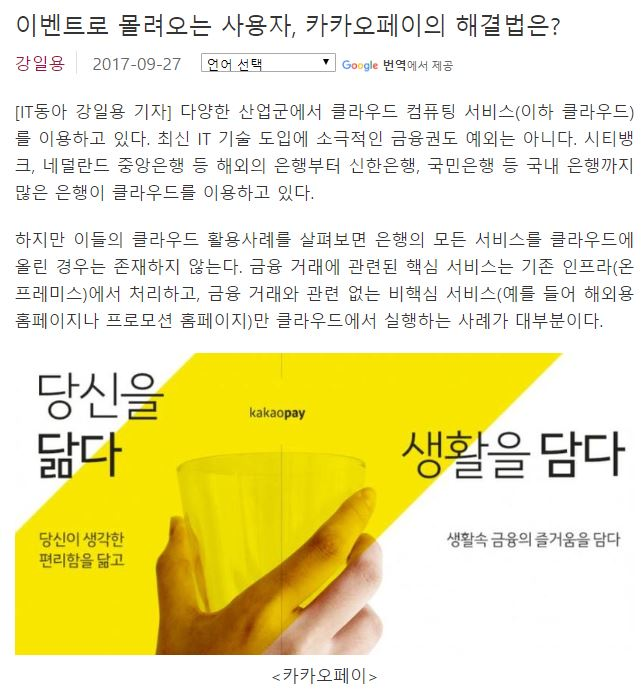 이벤트로 몰려오는 사용자, 카카오페이의 해결법은?
강일용 2017-09-27 언어 선택 Google 번역에서 제공
[IT동아 강일용 기자] 다양한 산업군에서 클라우드 컴퓨팅 서비스(이하 클라우드)
를 이용하고 있다. 최신 IT 기술 도입에 소극적인 금융권도 예외는 아니다. 시티뱅
크, 네덜란드 중앙은행 등 해외의 은행부터 신한은행, 국민은행 등 국내 은행까지
많은 은행이 클라우드를 이용하고 있다.
하지만 이들의 클라우드 활용사례를 살펴보면 은행의 모든 서비스를 클라우드에
올린 경우는 존재하지 않는다. 금융 거래에 관련된 핵심 서비스는 기존 인프라(온
프레미스)에서 처리하고, 금융 거래와 관련 없는 비핵심 서비스(예를 들어 해외용
홈페이지나 프로모션 홈페이지)만 클라우드에서 실행하는 사례가 대부분이다.
당신을
닮다
당신이 생각한
편리함을 닮고
kakaopay
생활을 담다
생활속 금융의 즐거움을 담다
<카카오페이>